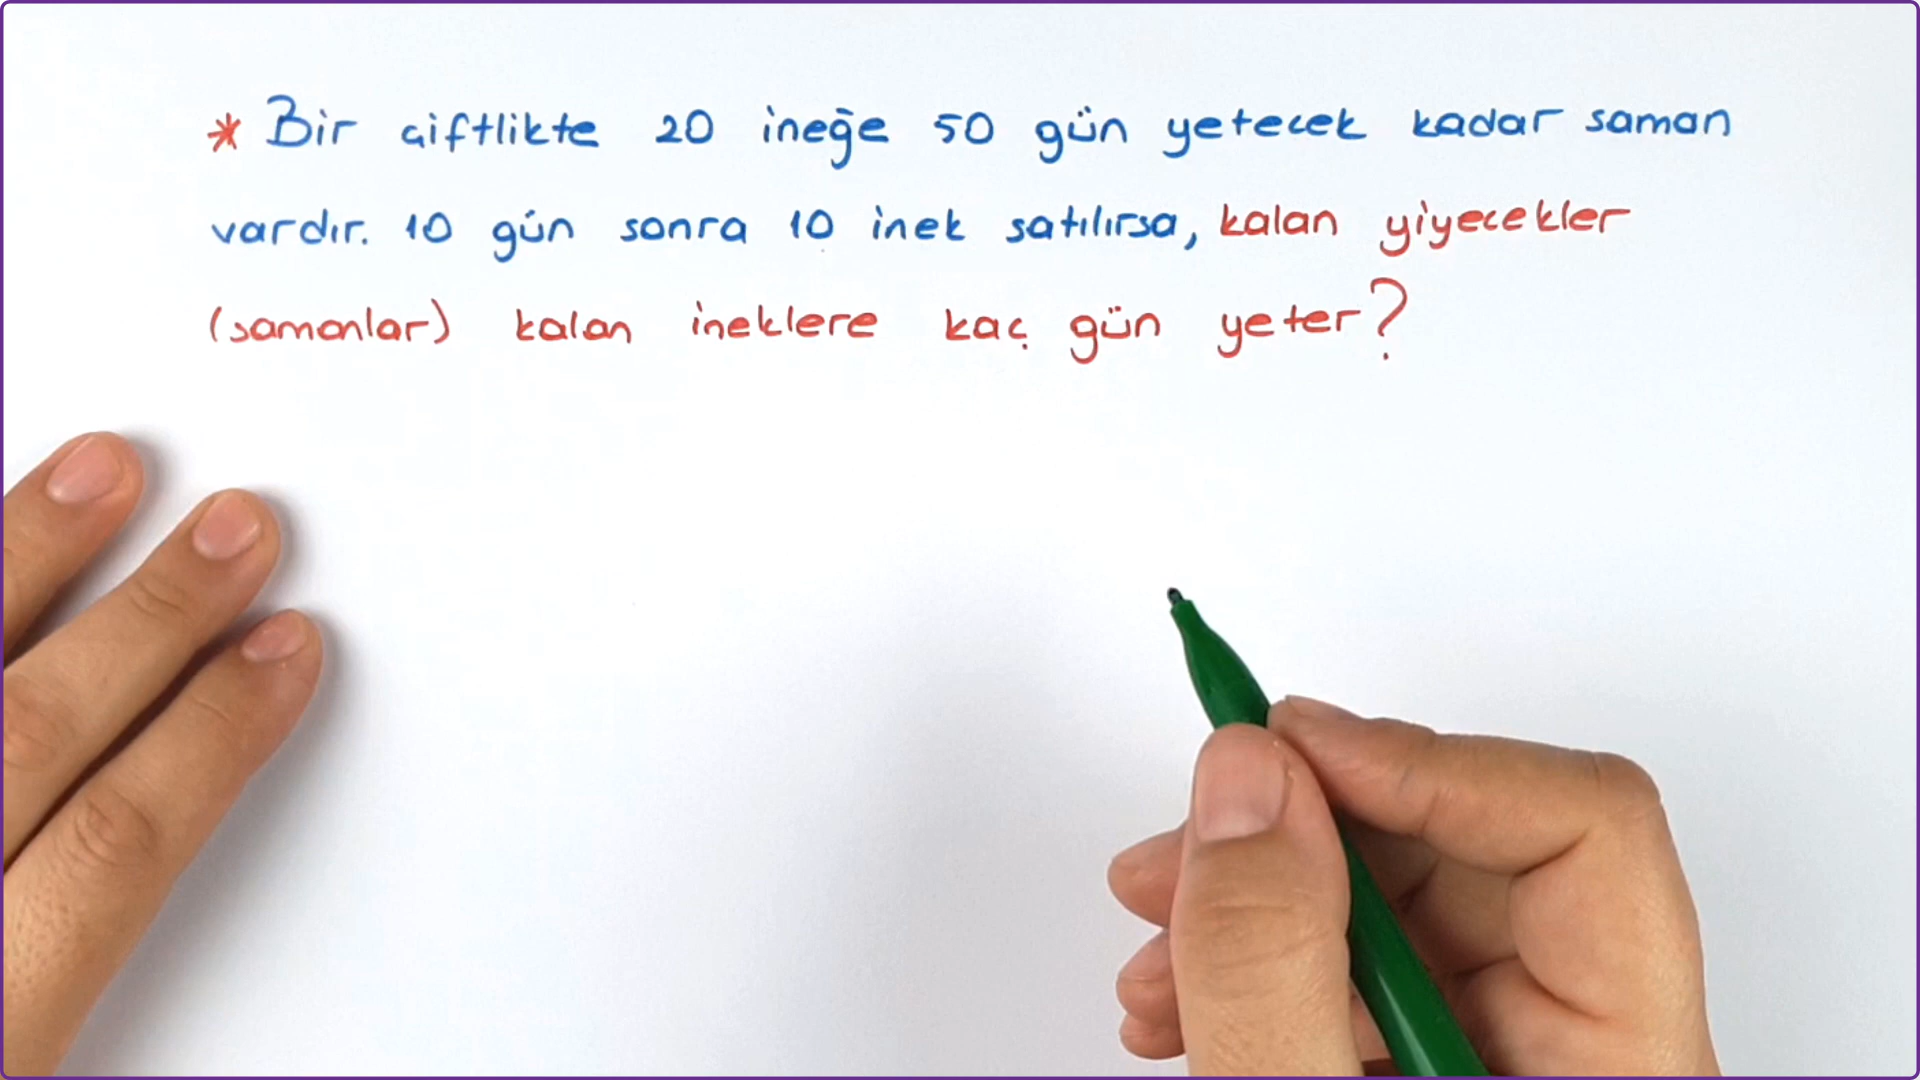 * Bir çiftlikte 20 ineğe 50 gün yetecek kadar saman
vardır. 10 gün sonra 10 inek satılırsa, kalan yiyecekler
(samanlar) kalan ineklere kaç gün yeter?